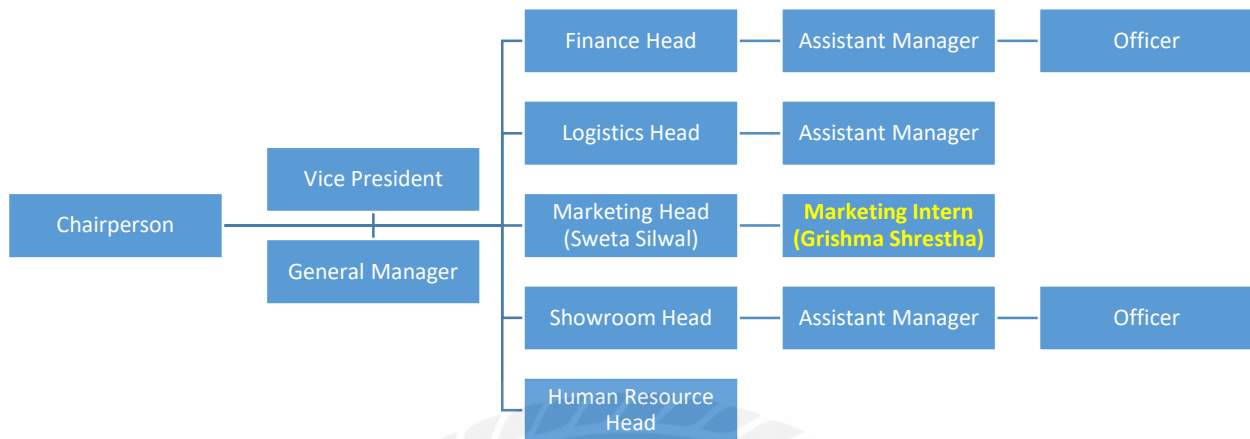 Finance Head
Assistant Manager
Officer
Logistics Head
Assistant Manager
Vice President
Chairperson
Marketing Head
(Sweta Silwal)
Marketing Intern
(Grishma Shrestha)
General Manager
Showroom Head
Assistant Manager
Officer
Human Resource
Head